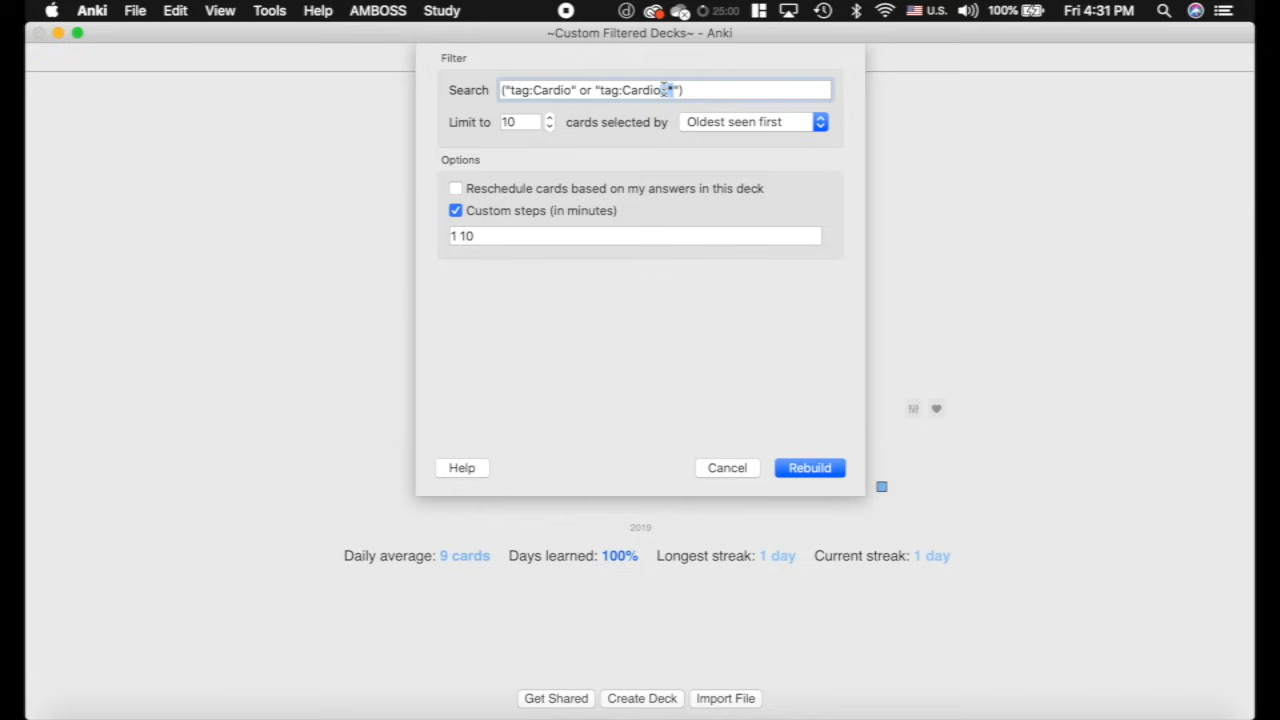 Anki File Edit View Tools Help AMBOSS Study 25:00 U.S. 100% Fri 4:31 PM
~Custom Filtered Decks~ - Anki
Filter
Search ("tag:Cardio" or "tag:Cardio::*")
Limit to 10 cards selected by Oldest seen first
Options
Reschedule cards based on my answers in this deck
Custom steps (in minutes)
1 10
Help Cancel Rebuild
2019
Daily average: 9 cards Days learned: 100% Longest streak: 1 day Current streak: 1 day
Get Shared Create Deck Import File